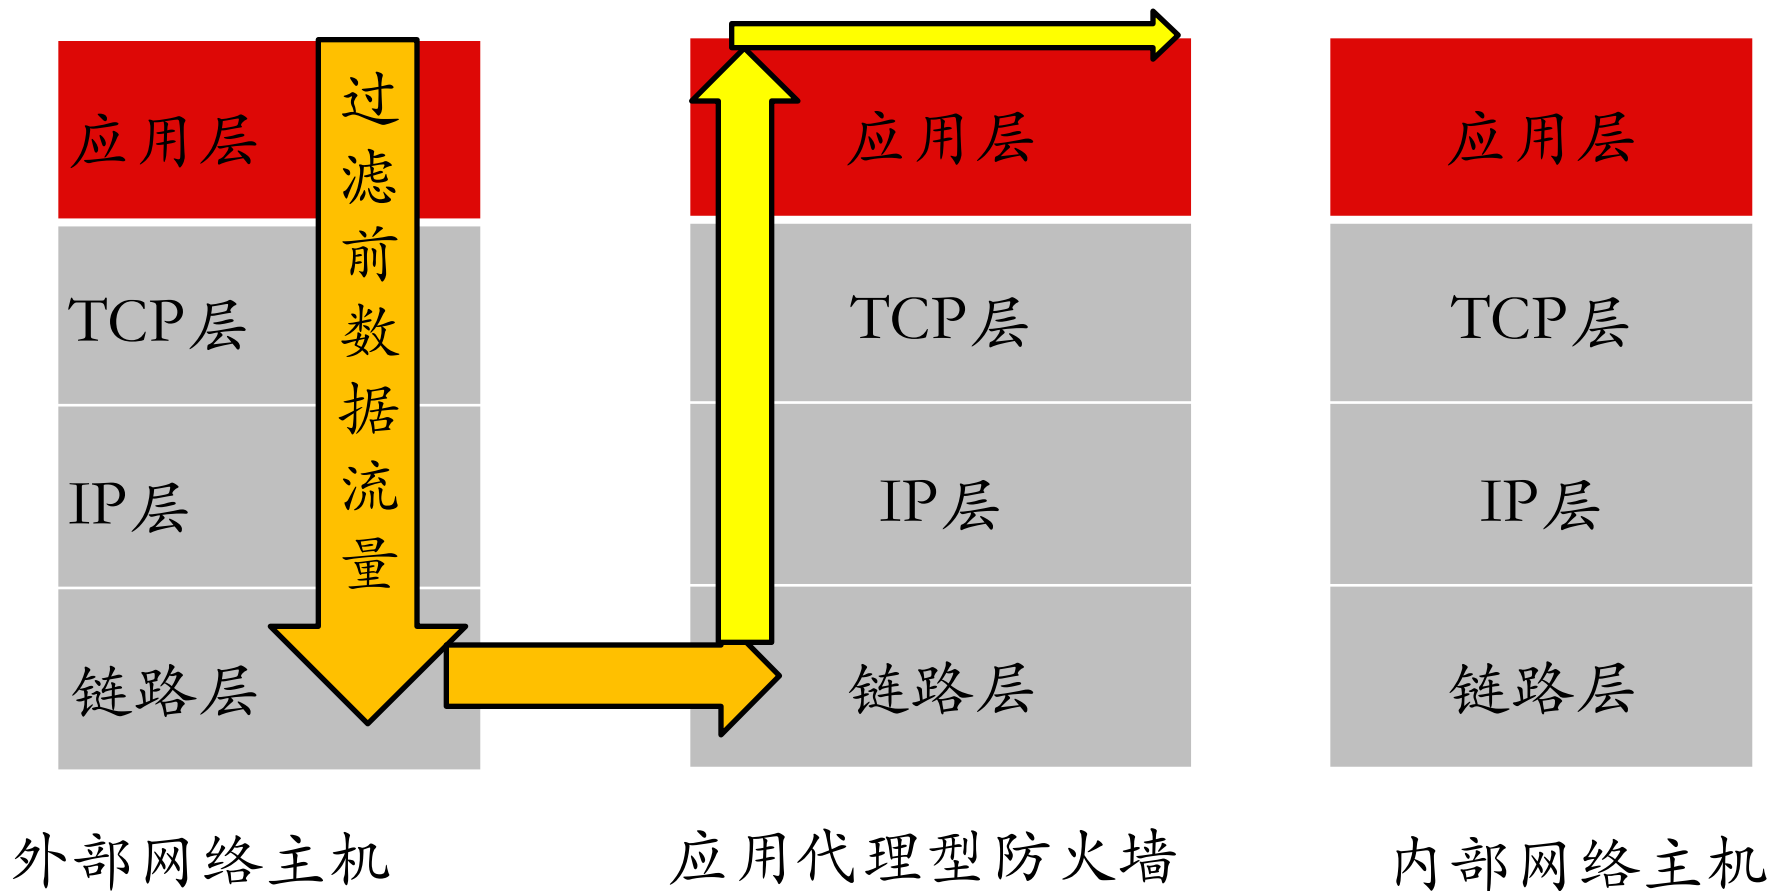 应用层
TCP层
IP层
链路层
过滤前数据流量
外部网络主机
应用层
TCP层
IP层
链路层
应用代理型防火墙
应用层
TCP层
IP层
链路层
内部网络主机